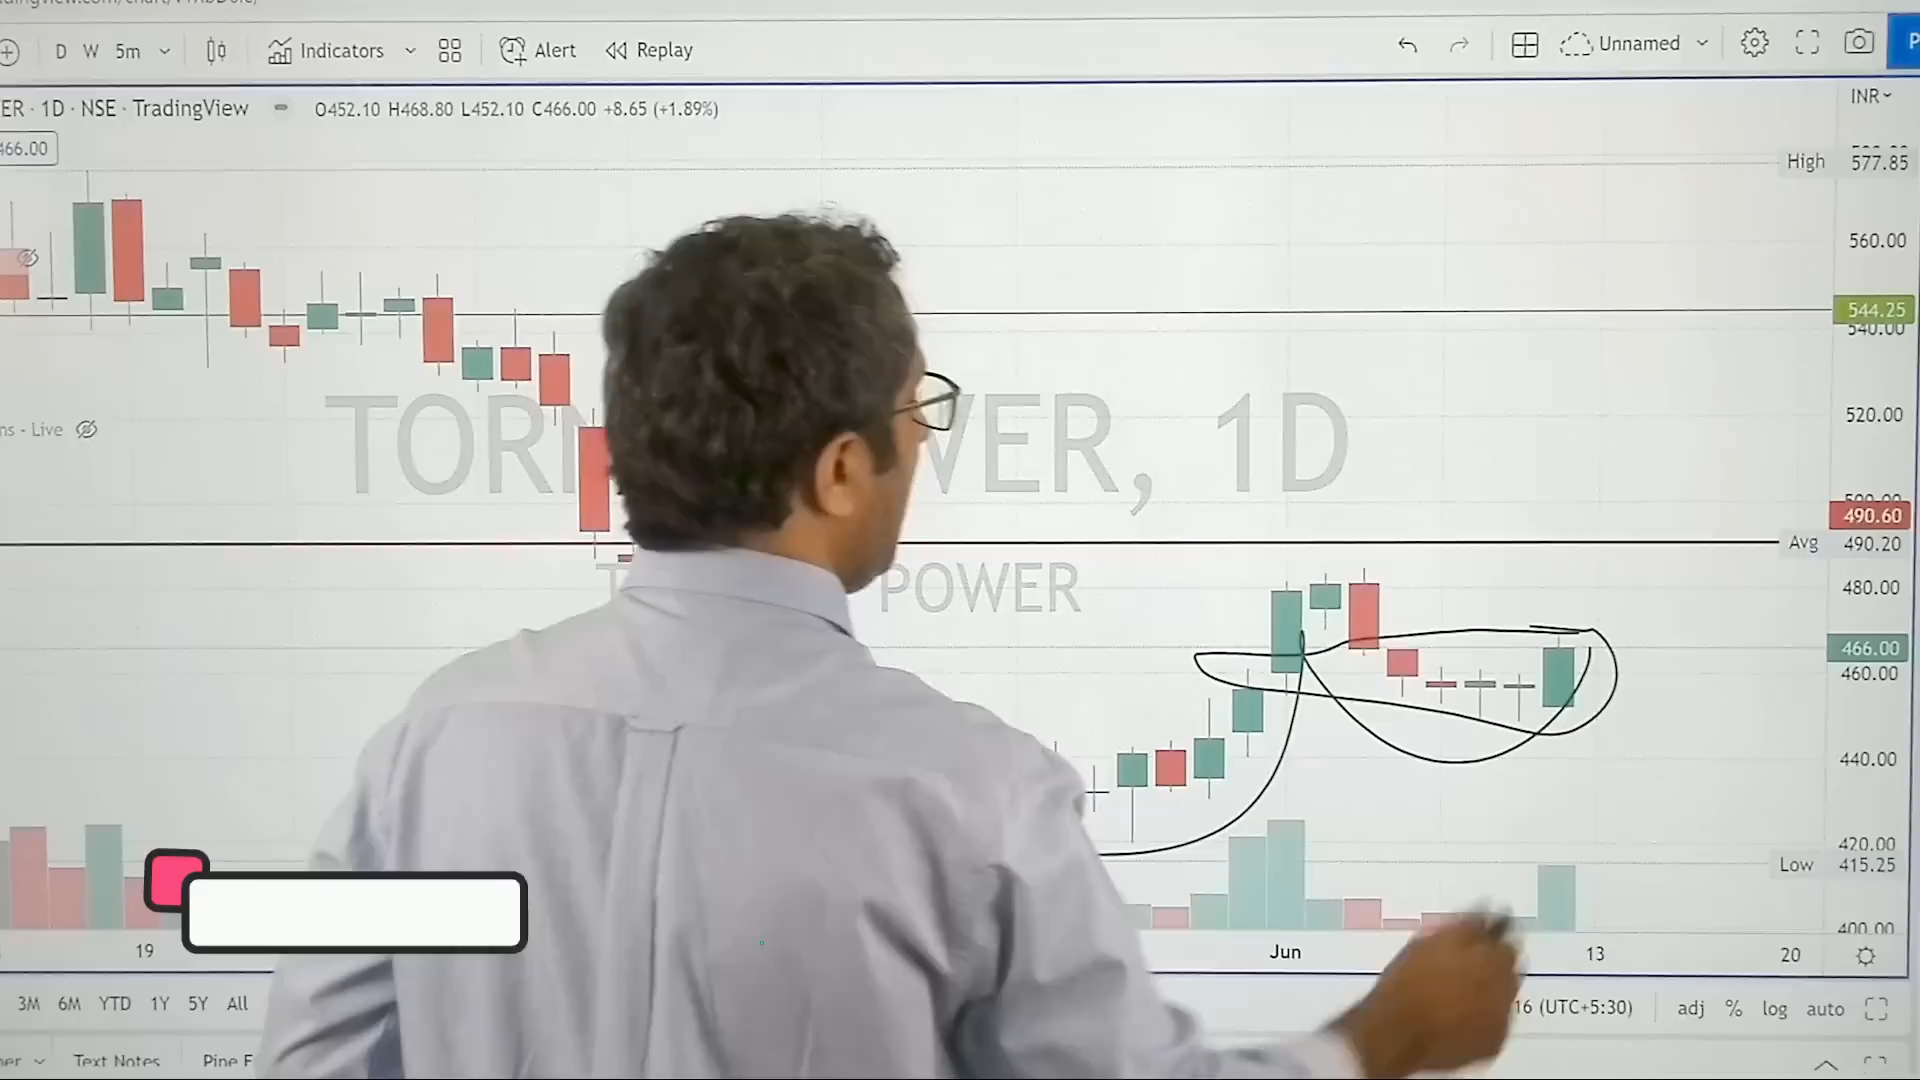 D W 5m Indicators Alert Replay Unnamed
ER · 1D · NSE · TradingView O452.10 H468.80 L452.10 C466.00 +8.65 (+1.89%) INR
466.00
High 577.85
560.00
544.25
540.00
ns - Live
520.00
TOR WER, 1D
500.00
490.60
Avg 490.20
POWER
480.00
466.00
460.00
440.00
420.00
Low 415.25
400.00
19 Jun 13 20
3M 6M YTD 1Y 5Y All 16 (UTC+5:30) adj % log auto
er Text Notes Pine E